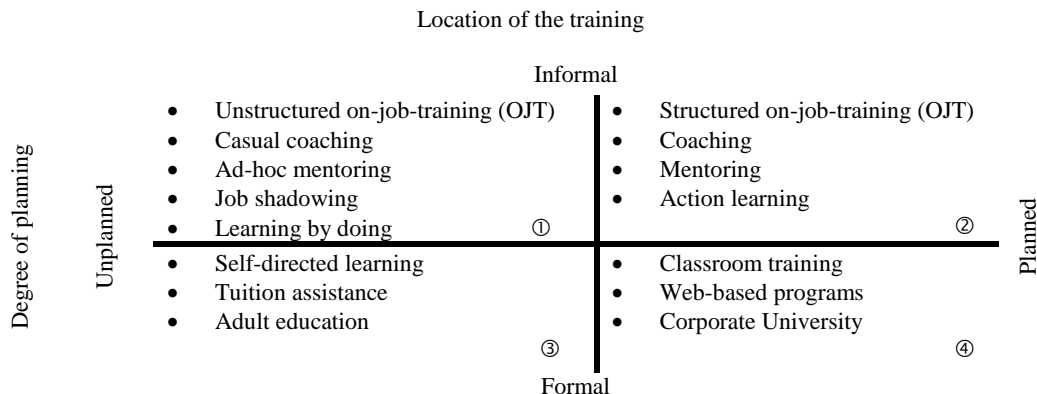 Location of the training
Informal
• Unstructured on-job-training (OJT)
• Casual coaching
• Ad-hoc mentoring
• Job shadowing
• Learning by doing
①
• Structured on-job-training (OJT)
• Coaching
• Mentoring
• Action learning
②
Degree of planning
Unplanned
Planned
• Self-directed learning
• Tuition assistance
• Adult education
③
• Classroom training
• Web-based programs
• Corporate University
④
Formal